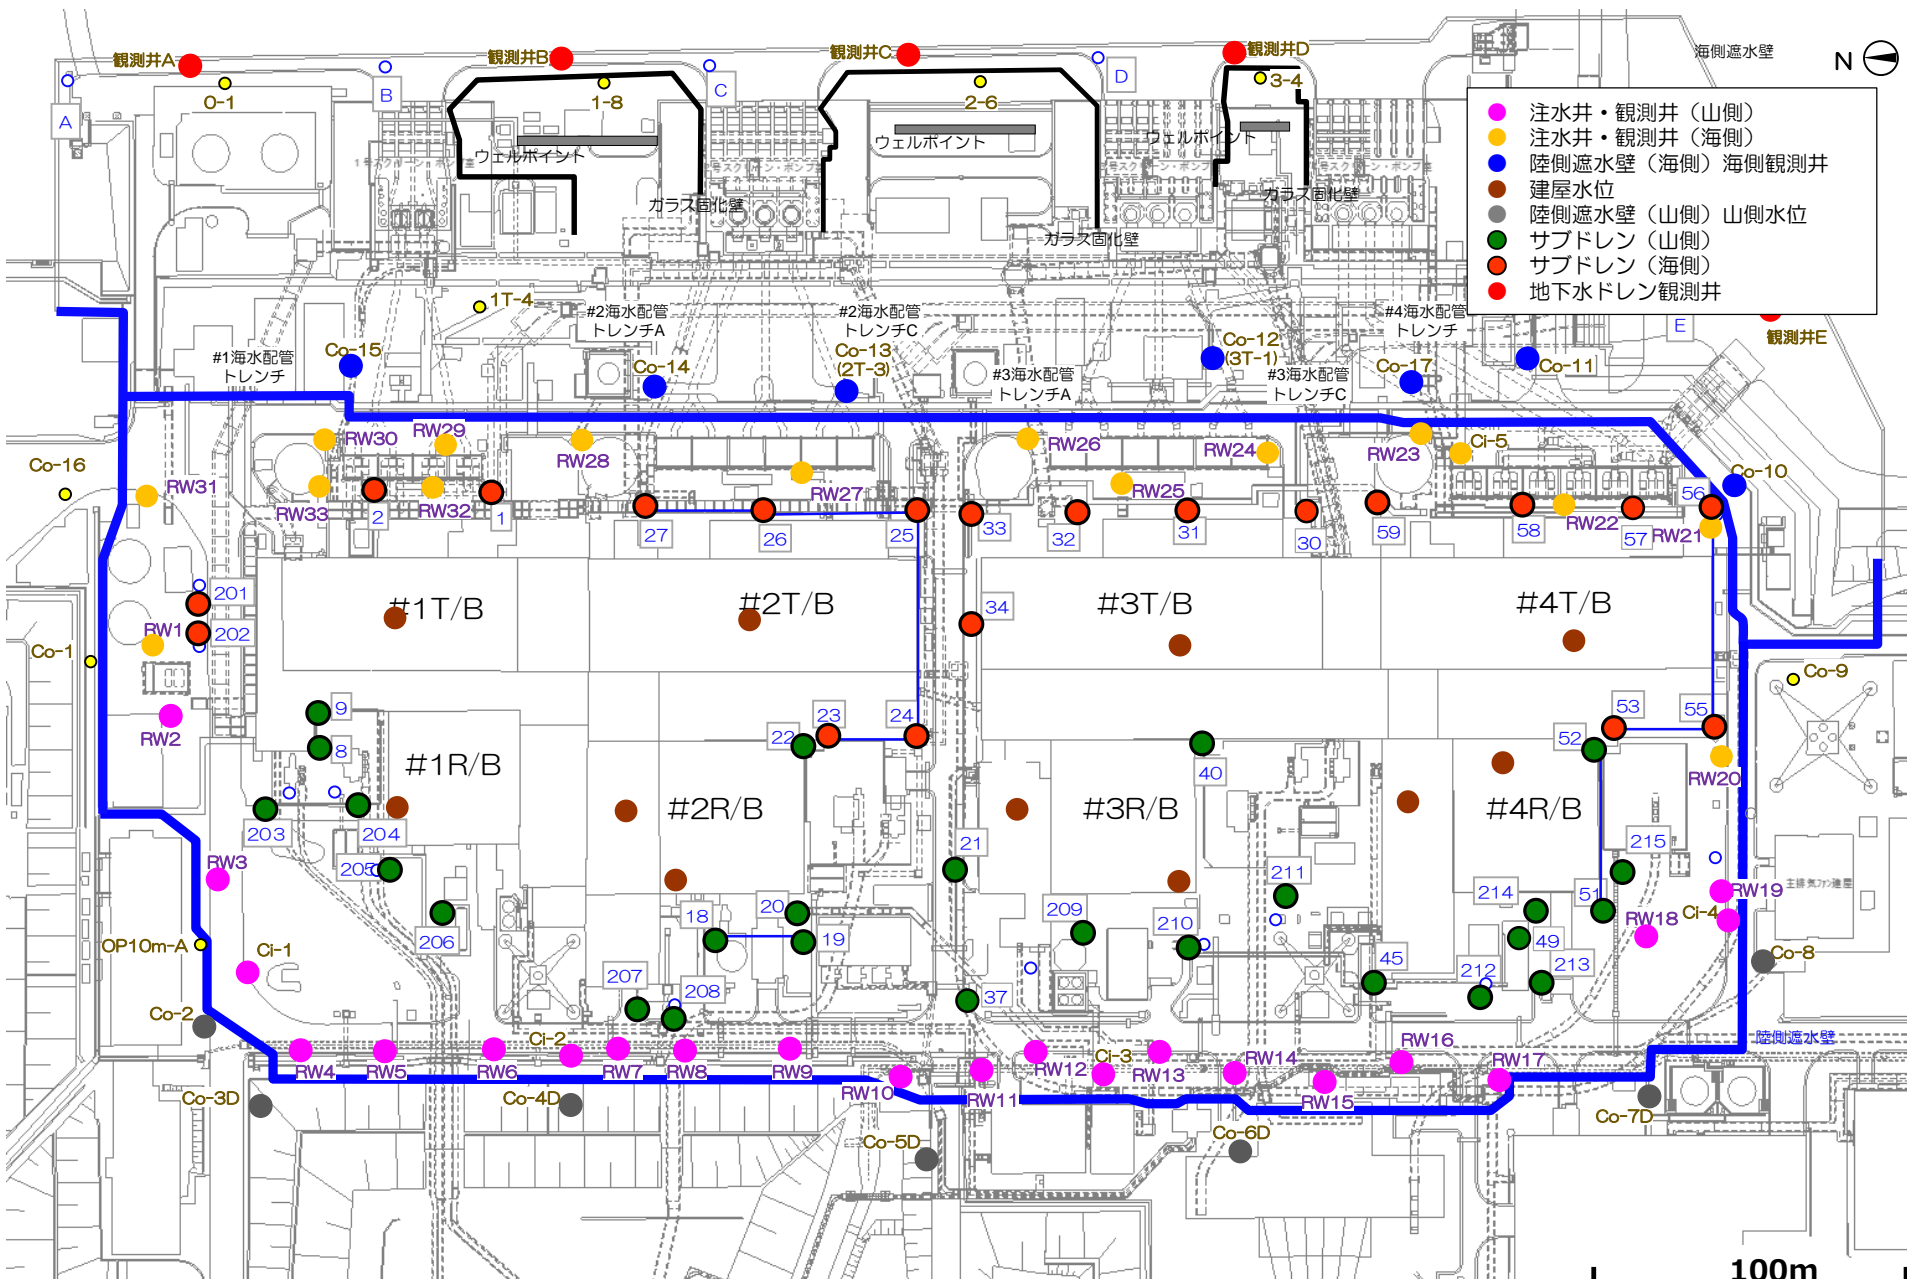 観測井A
観測井B
観測井C
観測井D
海側遮水壁
N
A
0-1
B
1-8
C
2-6
D
3-4
注水井・観測井（山側）
注水井・観測井（海側）
陸側遮水壁（海側）海側観測井
建屋水位
陸側遮水壁（山側）山側水位
サブドレン（山側）
サブドレン（海側）
地下水ドレン観測井
ウェルポイント
ウェルポイント
ウェルポイント
ガラス固化壁
ガラス固化壁
ガラス固化壁
E
観測井E
1T-4
#2海水配管
トレンチA
#2海水配管
トレンチC
#4海水配管
トレンチ
#1海水配管
トレンチ
Co-15
Co-14
Co-13
(2T-3)
#3海水配管
トレンチA
Co-12
(3T-1)
#3海水配管
トレンチC
Co-17
Co-11
Co-16
RW31
RW30
RW29
RW28
RW27
RW26
RW25
RW24
RW23
Ci-5
Co-10
RW33
2
RW32
1
27
26
25
33
32
31
30
59
58
RW22
57
56
RW21
201
202
RW1
Co-1
#1T/B
#2T/B
34
#3T/B
#4T/B
Co-9
RW2
9
8
#1R/B
22
23
24
#2R/B
40
#3R/B
52
53
55
#4R/B
RW20
203
204
205
206
RW3
21
211
215
214
51
主排気ファン建屋
RW19
Ci-4
RW18
OP10m-A
Ci-1
18
20
19
209
210
49
45
212
213
Co-8
207
208
37
Co-2
Ci-2
Ci-3
陸側遮水壁
RW4
RW5
RW6
RW7
RW8
RW9
RW10
RW11
RW12
RW13
RW14
RW15
RW16
RW17
Co-3D
Co-4D
Co-5D
Co-6D
Co-7D
100m